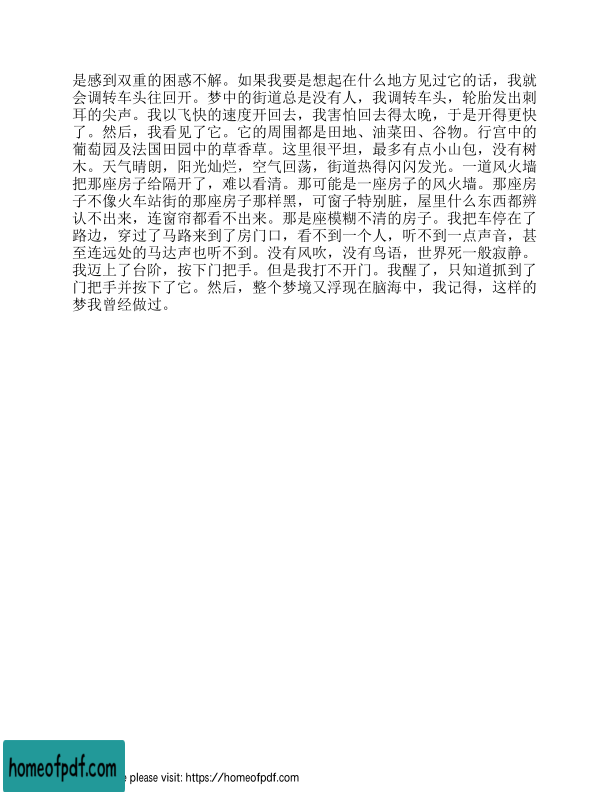 是感到双重的困惑不解。如果我要是想起在什么地方见过它的话，我就
会调转车头往回开。梦中的街道总是没有人，我调转车头，轮胎发出刺
耳的尖声。我以飞快的速度开回去，我害怕回去得太晚，于是开得更快
了。然后，我看见了它。它的周围都是田地、油菜田、谷物。行宫中的
葡萄园及法国田园中的草香草。这里很平坦，最多有点小山包，没有树
木。天气晴朗，阳光灿烂，空气回荡，街道热得闪闪发光。一道风火墙
把那座房子给隔开了，难以看清。那可能是一座房子的风火墙。那座房
子不像火车站街的那座房子那样黑，可窗子特别脏，屋里什么东西都辨
认不出来，连窗帘都看不出来。那是座模糊不清的房子。我把车停在了
路边，穿过了马路来到了房门口，看不到一个人，听不到一点声音，甚
至连远处的马达声也听不到。没有风吹，没有鸟语，世界死一般寂静。
我迈上了台阶，按下门把手。但是我打不开门。我醒了，只知道抓到了
门把手并按下了它。然后，整个梦境又浮现在脑海中，我记得，这样的
梦我曾经做过。
homeofpdf.com
please visit: https://homeofpdf.com